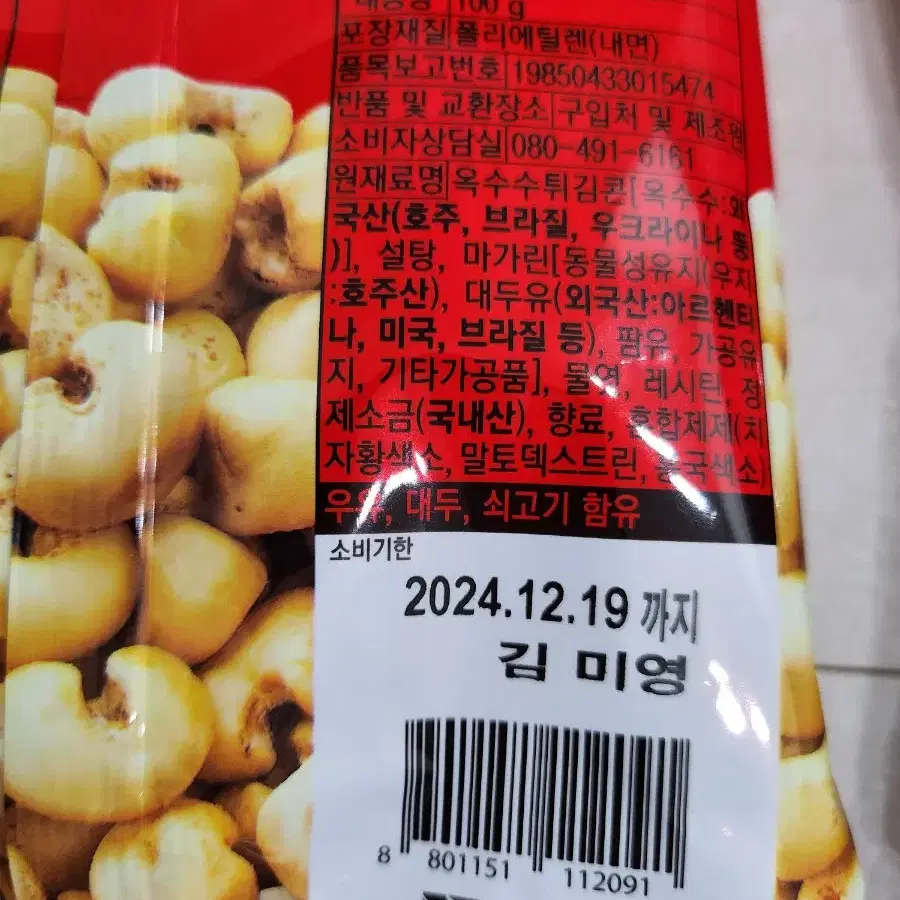 내용량 100 g
포장재질 폴리에틸렌(내면)
품목보고번호 19850433015474
반품 및 교환장소 구입처 및 제조원
소비자상담실 080-491-6161
원재료명 옥수수튀김콘[옥수수:외
국산(호주, 브라질, 우크라이나 등
)], 설탕, 마가린[동물성유지(우지
:호주산), 대두유(외국산:아르헨티
나, 미국, 브라질 등), 팜유, 가공유
지, 기타가공품], 물엿, 레시틴, 정
제소금(국내산), 향료, 혼합제제(치
자황색소, 말토덱스트린, 홍국색소)
우유, 대두, 쇠고기 함유
소비기한
2024.12.19 까지
김 미영
8 801151 112091